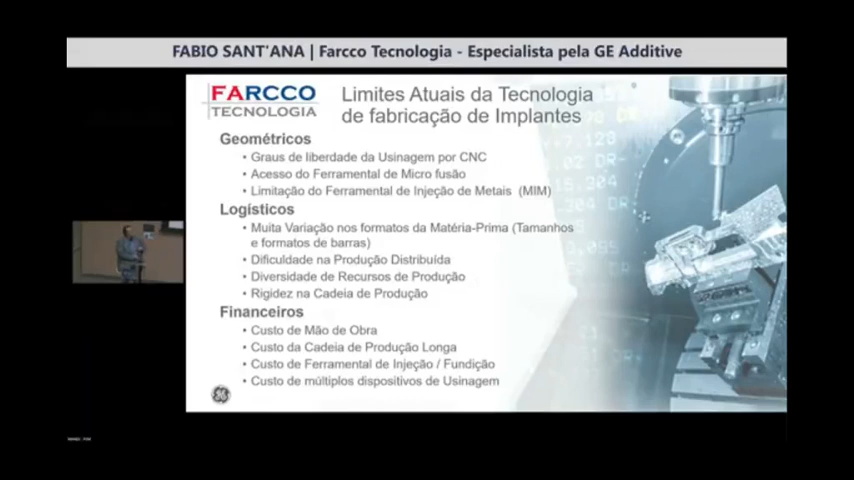 FABIO SANT'ANA | Farcco Tecnologia - Especialista pela GE Additive
FARCCO
TECNOLOGIA
Limites Atuais da Tecnologia
de fabricação de Implantes
Geométricos
• Graus de liberdade da Usinagem por CNC
• Acesso do Ferramental de Micro fusão
• Limitação do Ferramental de Injeção de Metais (MIM)
Logísticos
• Muita Variação nos formatos da Matéria-Prima (Tamanhos
e formatos de barras)
• Dificuldade na Produção Distribuída
• Diversidade de Recursos de Produção
• Rigidez na Cadeia de Produção
Financeiros
• Custo de Mão de Obra
• Custo da Cadeia de Produção Longa
• Custo de Ferramental de Injeção / Fundição
• Custo de múltiplos dispositivos de Usinagem